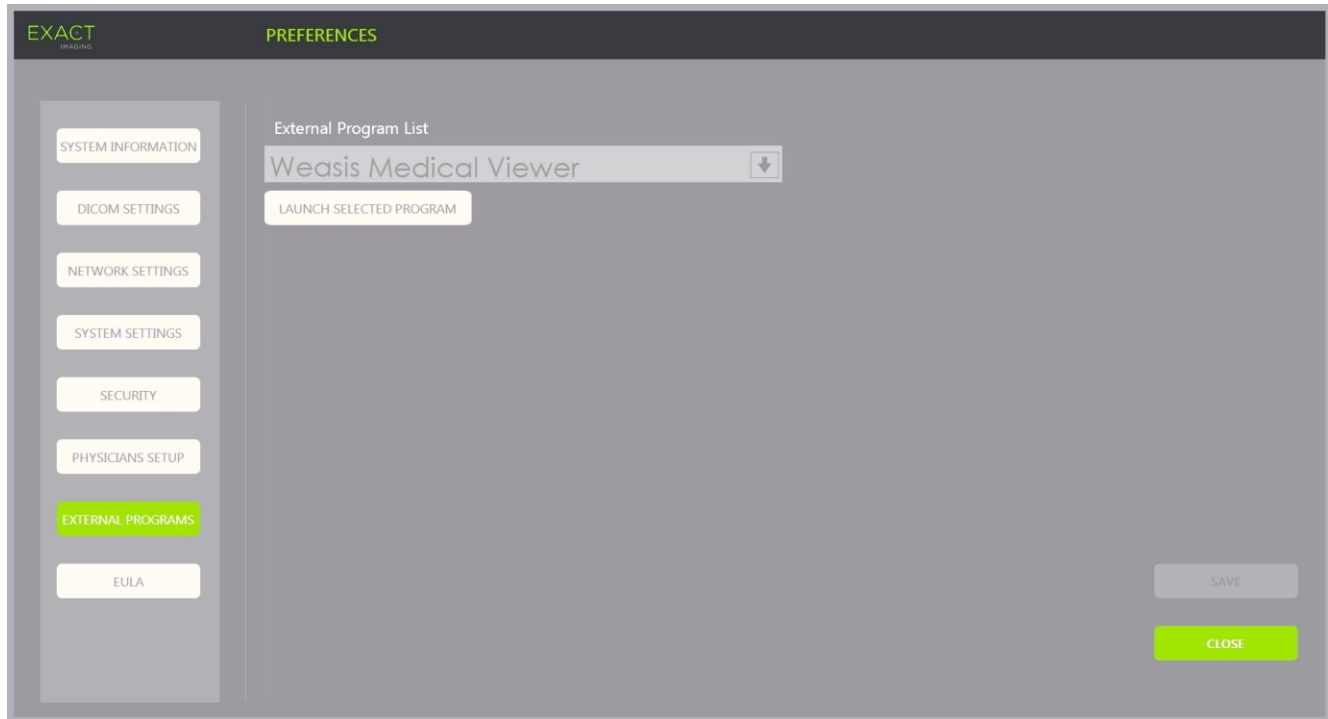 EXACT
IMAGING
PREFERENCES
SYSTEM INFORMATION
DICOM SETTINGS
NETWORK SETTINGS
SYSTEM SETTINGS
SECURITY
PHYSICIANS SETUP
EXTERNAL PROGRAMS
EULA
External Program List
Weasis Medical Viewer
LAUNCH SELECTED PROGRAM
SAVE
CLOSE